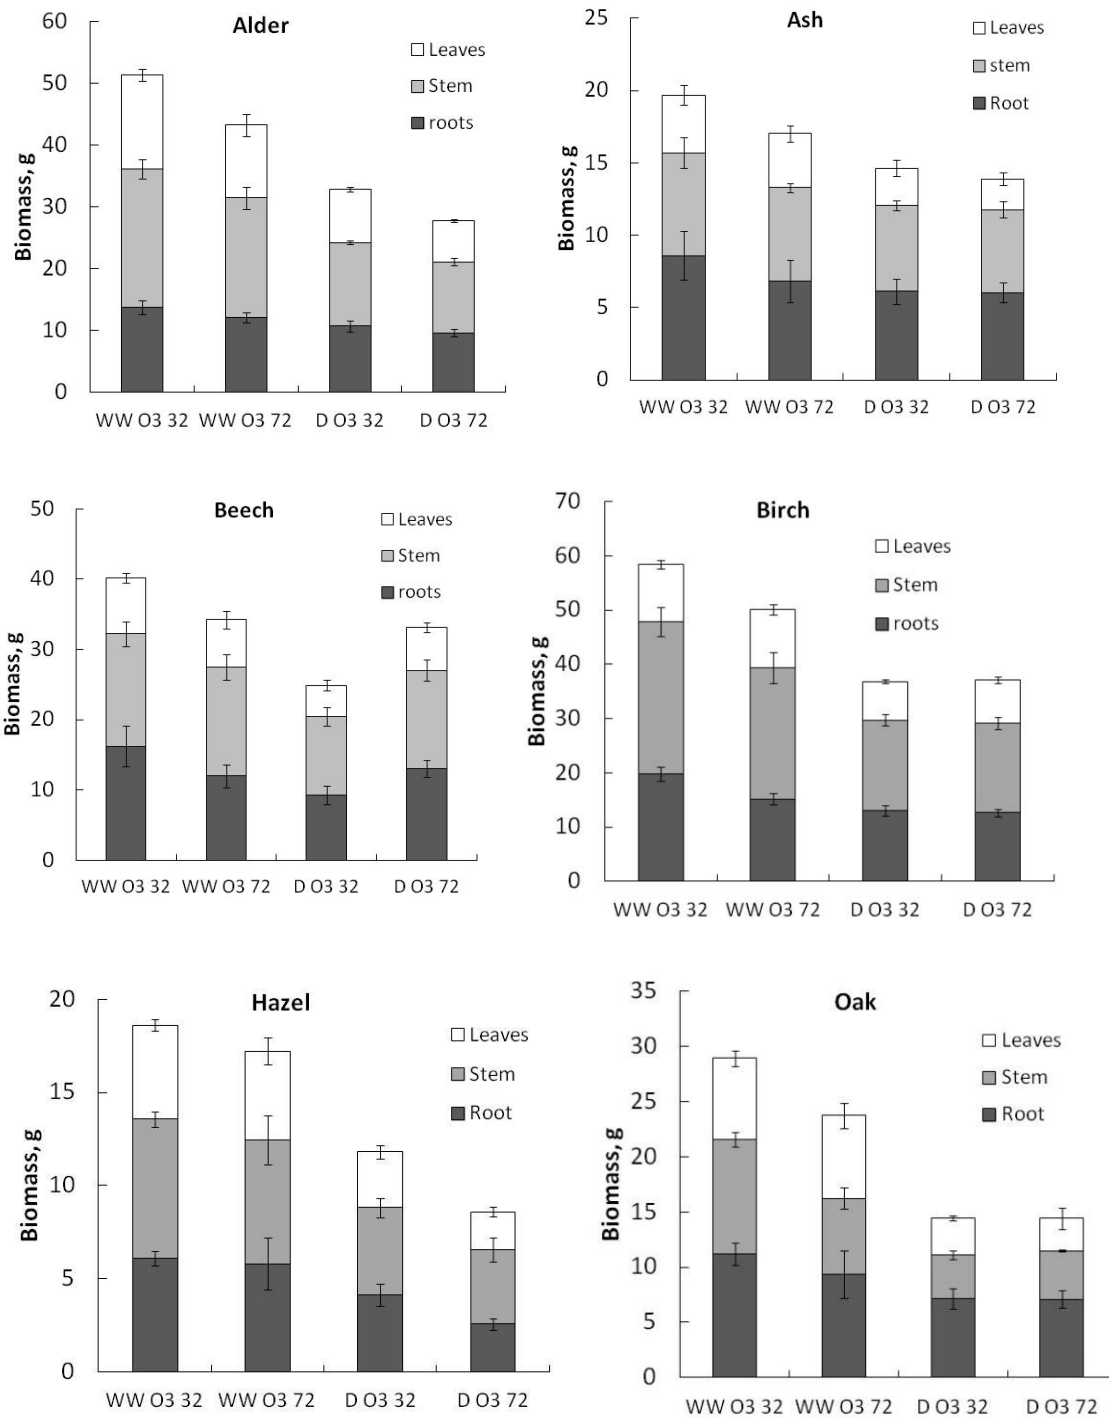 Alder
Leaves
Stem
roots
Biomass, g
60
50
40
30
20
10
0
WW O3 32 WW O3 72 D O3 32 D O3 72
Ash
Leaves
stem
Root
Biomass, g
25
20
15
10
5
0
WW O3 32 WW O3 72 D O3 32 D O3 72
Beech
Leaves
Stem
roots
Biomass, g
50
40
30
20
10
0
WW O3 32 WW O3 72 D O3 32 D O3 72
Birch
Leaves
Stem
roots
Biomass, g
70
60
50
40
30
20
10
0
WW O3 32 WW O3 72 D O3 32 D O3 72
Hazel
Leaves
Stem
Root
Biomass, g
20
15
10
5
0
WW O3 32 WW O3 72 D O3 32 D O3 72
Oak
Leaves
Stem
Root
Biomass, g
35
30
25
20
15
10
5
0
WW O3 32 WW O3 72 D O3 32 D O3 72